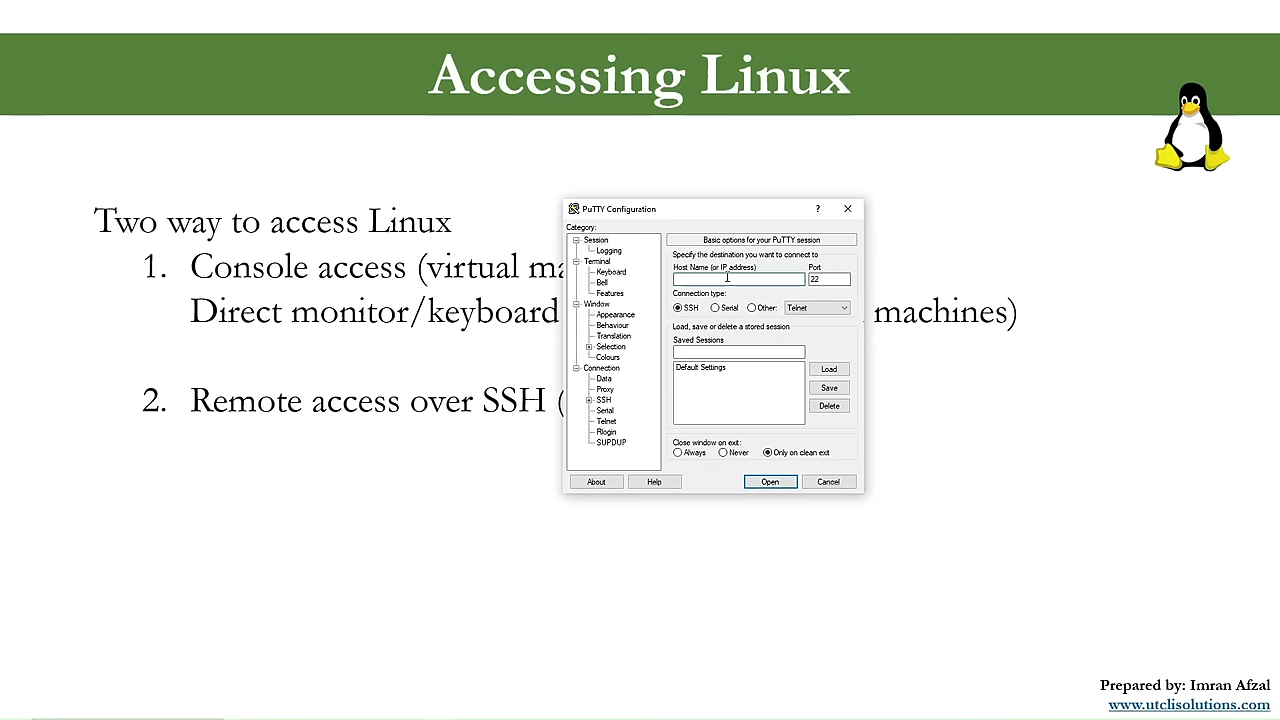 Accessing Linux
Two way to access Linux
1. Console access (virtual ma
Direct monitor/keyboard
machines)
2. Remote access over SSH (
PuTTY Configuration
?
Category:
Session
Logging
Terminal
Keyboard
Bell
Features
Window
Appearance
Behaviour
Translation
Selection
Colours
Connection
Data
Proxy
SSH
Serial
Telnet
Rlogin
SUPDUP
Basic options for your PuTTY session
Specify the destination you want to connect to
Host Name (or IP address) Port
22
Connection type:
SSH Serial Other: Telnet
Load, save or delete a stored session
Saved Sessions
Default Settings
Load
Save
Delete
Close window on exit:
Always Never Only on clean exit
About Help Open Cancel
Prepared by: Imran Afzal
www.utclisolutions.com